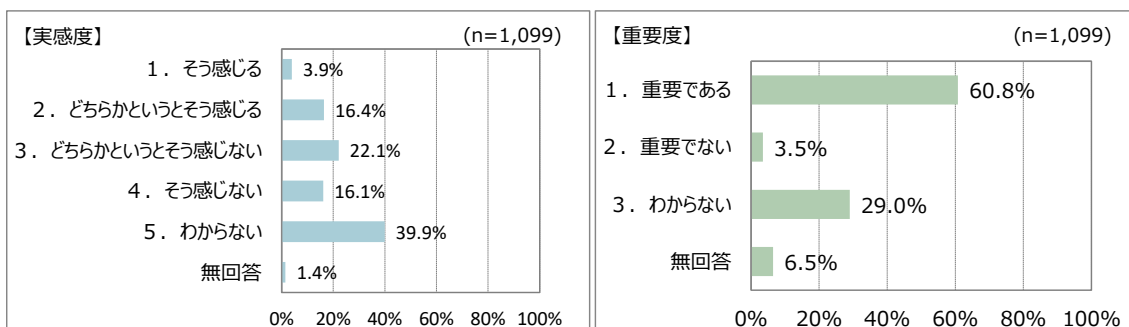 【実感度】 (n=1,099)
1．そう感じる 3.9%
2．どちらかというとそう感じる 16.4%
3．どちらかというとそう感じない 22.1%
4．そう感じない 16.1%
5．わからない 39.9%
無回答 1.4%
0% 20% 40% 60% 80% 100%
【重要度】 (n=1,099)
1．重要である 60.8%
2．重要でない 3.5%
3．わからない 29.0%
無回答 6.5%
0% 20% 40% 60% 80% 100%